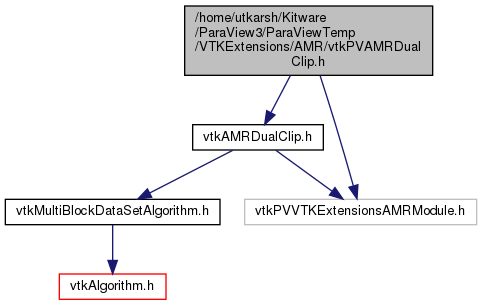 /home/utkarsh/Kitware
/ParaView3/ParaViewTemp
/VTKExtensions/AMR/vtkPVAMRDual
Clip.h
vtkAMRDualClip.h
vtkMultiBlockDataSetAlgorithm.h
vtkPVVTKExtensionsAMRModule.h
vtkAlgorithm.h